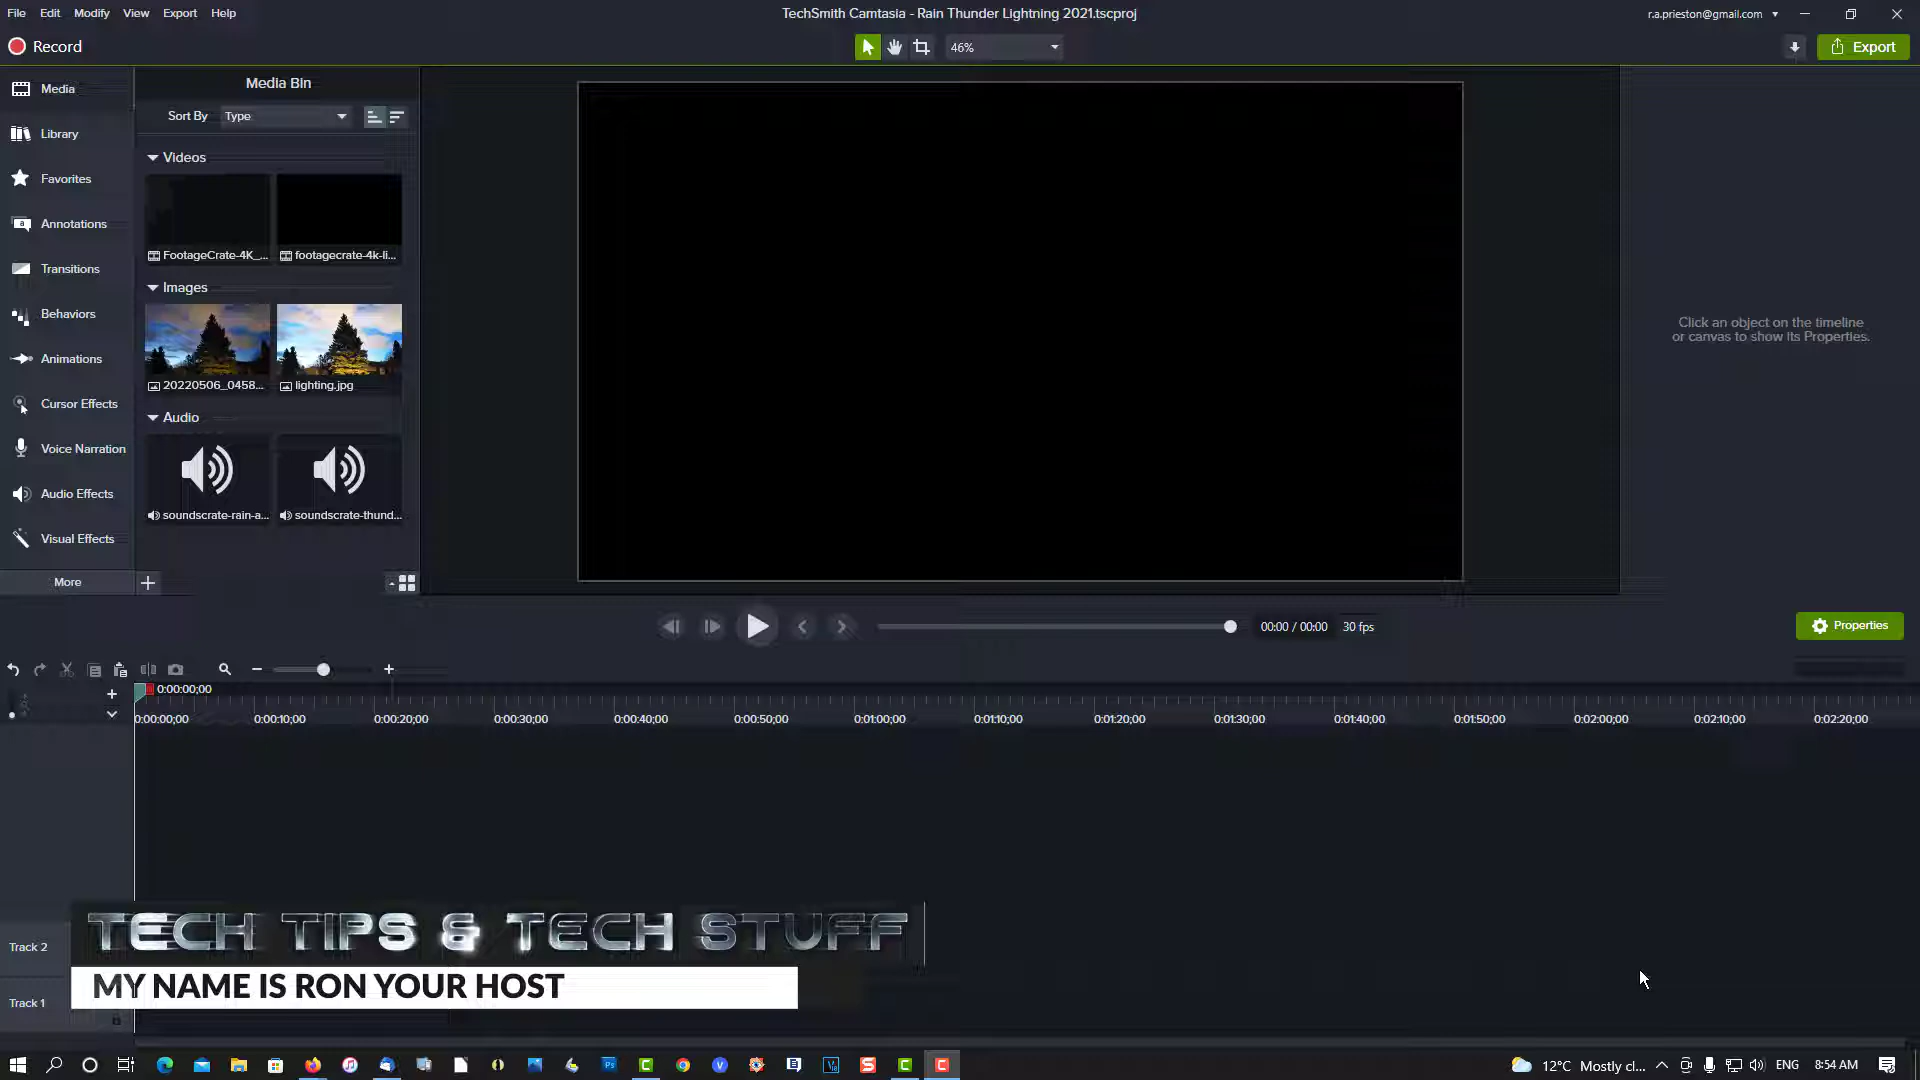 File Edit Modify View Export Help
TechSmith Camtasia - Rain Thunder Lightning 2021.tscproj
r.a.prieston@gmail.com
Record
46%
Export
Media
Library
Favorites
Annotations
Transitions
Behaviors
Animations
Cursor Effects
Voice Narration
Audio Effects
Visual Effects
More
Media Bin
Sort By Type
Videos
FootageCrate-4K_... footagecrate-4k-li...
Images
20220506_0458... lighting.jpg
Audio
soundscrate-rain-a... soundscrate-thund...
Click an object on the timeline
or canvas to show its Properties.
00:00 / 00:00 30 fps
Properties
0:00:00;00
0:00:00;00 0:00:10;00 0:00:20;00 0:00:30;00 0:00:40;00 0:00:50;00 0:01:00;00 0:01:10;00 0:01:20;00 0:01:30;00 0:01:40;00 0:01:50;00 0:02:00;00 0:02:10;00 0:02:20;00
Track 2
TECH TIPS & TECH STUFF
MY NAME IS RON YOUR HOST
Track 1
12°C Mostly cl... ENG 8:54 AM